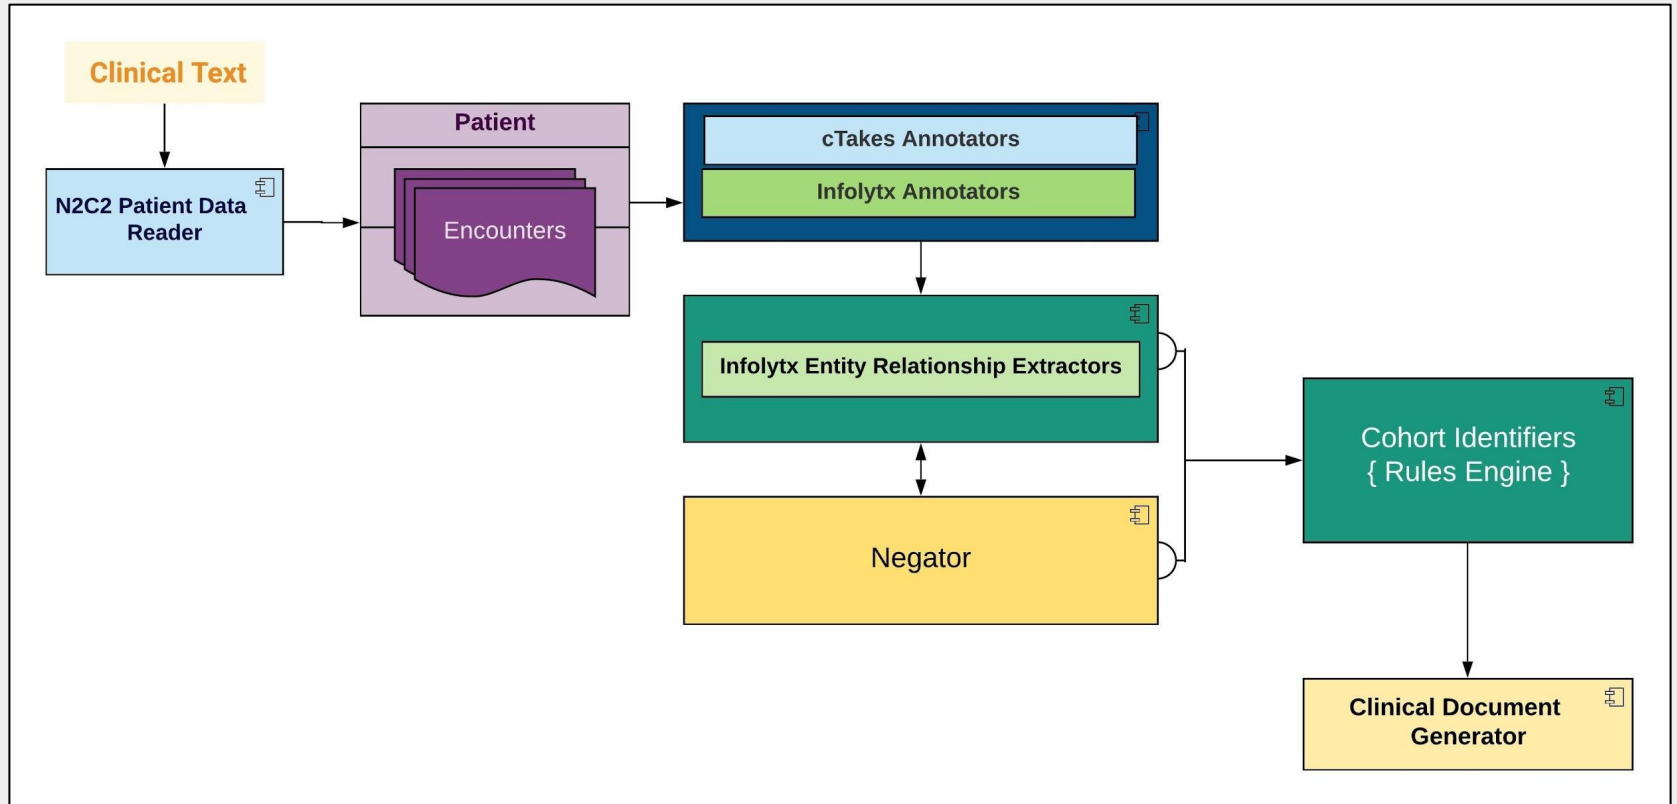 Clinical Text
N2C2 Patient Data
Reader
Patient
Encounters
cTakes Annotators
Infolytx Annotators
Infolytx Entity Relationship Extractors
Negator
Cohort Identifiers
{ Rules Engine }
Clinical Document
Generator